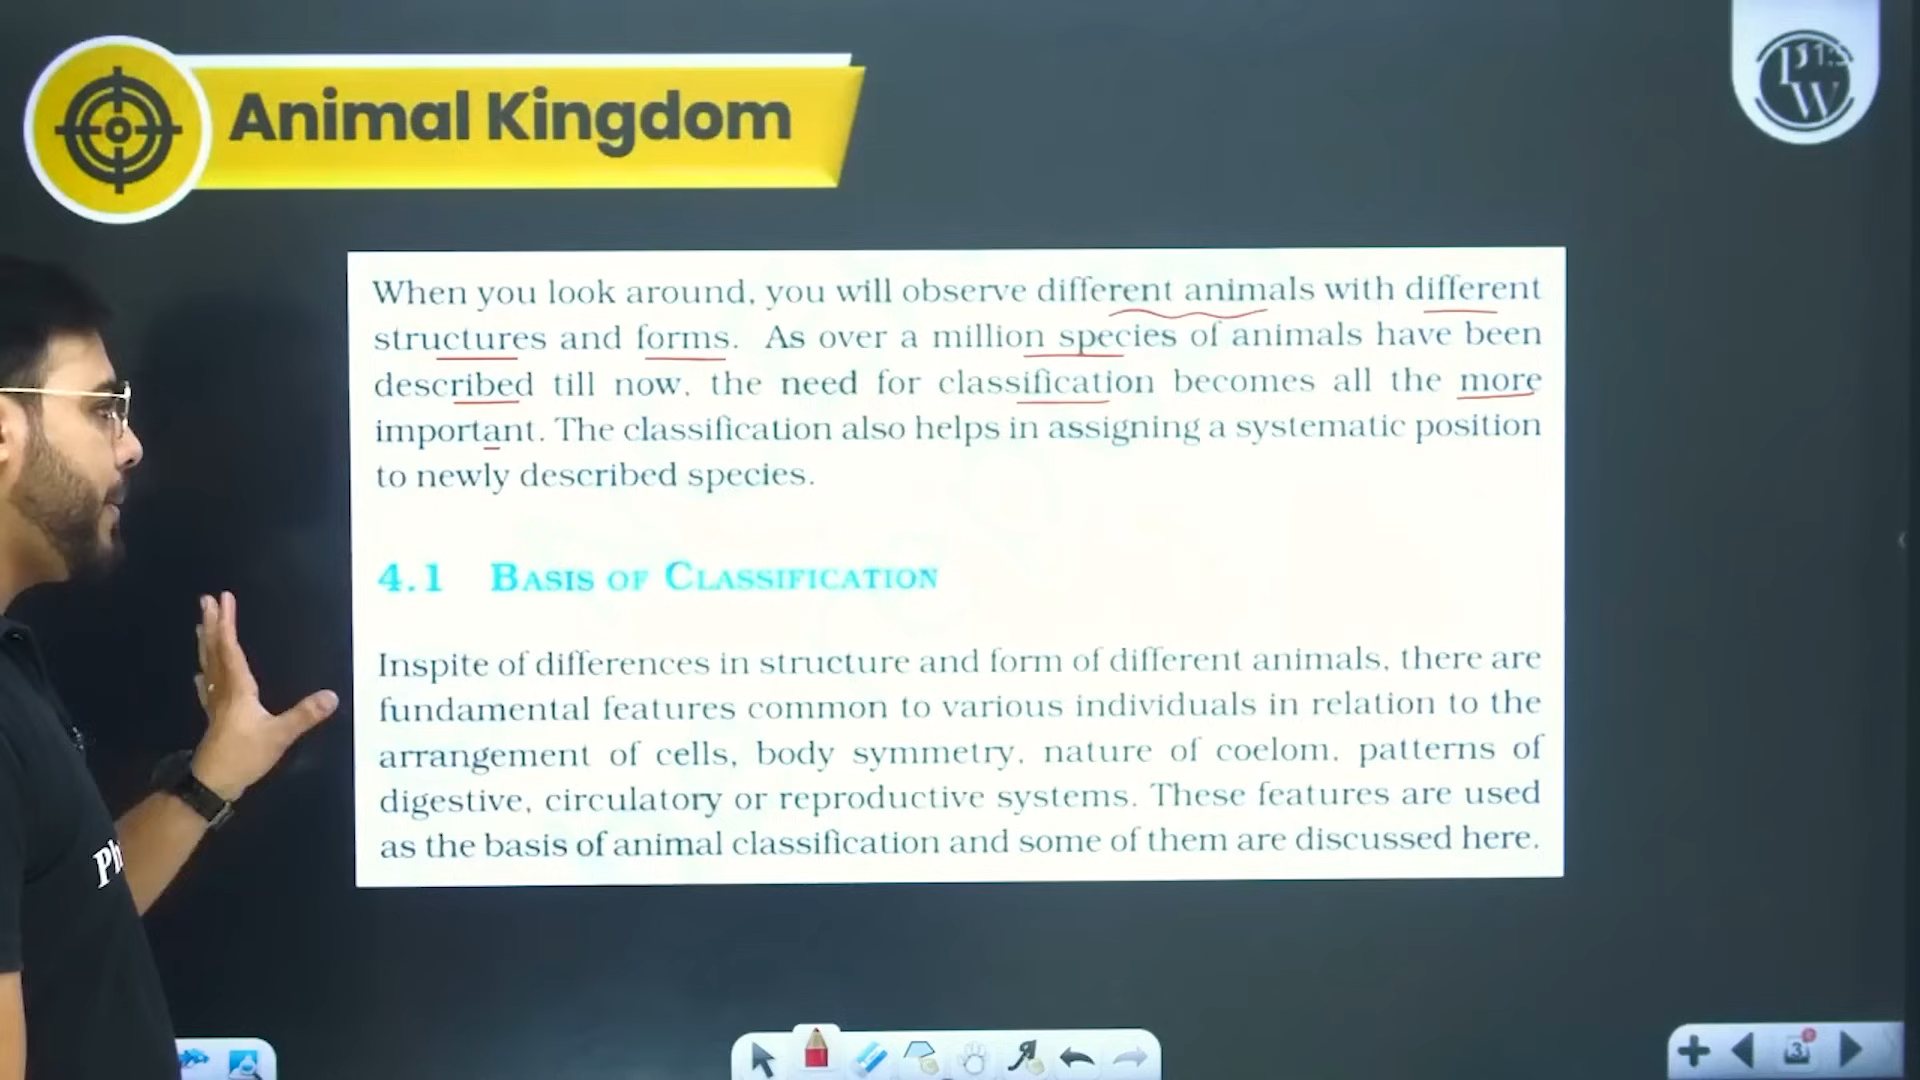 Animal Kingdom
PW
When you look around, you will observe different animals with different
structures and forms. As over a million species of animals have been
described till now, the need for classification becomes all the more
important. The classification also helps in assigning a systematic position
to newly described species.
4.1 BASIS OF CLASSIFICATION
Inspite of differences in structure and form of different animals, there are
fundamental features common to various individuals in relation to the
arrangement of cells, body symmetry, nature of coelom, patterns of
digestive, circulatory or reproductive systems. These features are used
as the basis of animal classification and some of them are discussed here.
Ph
3